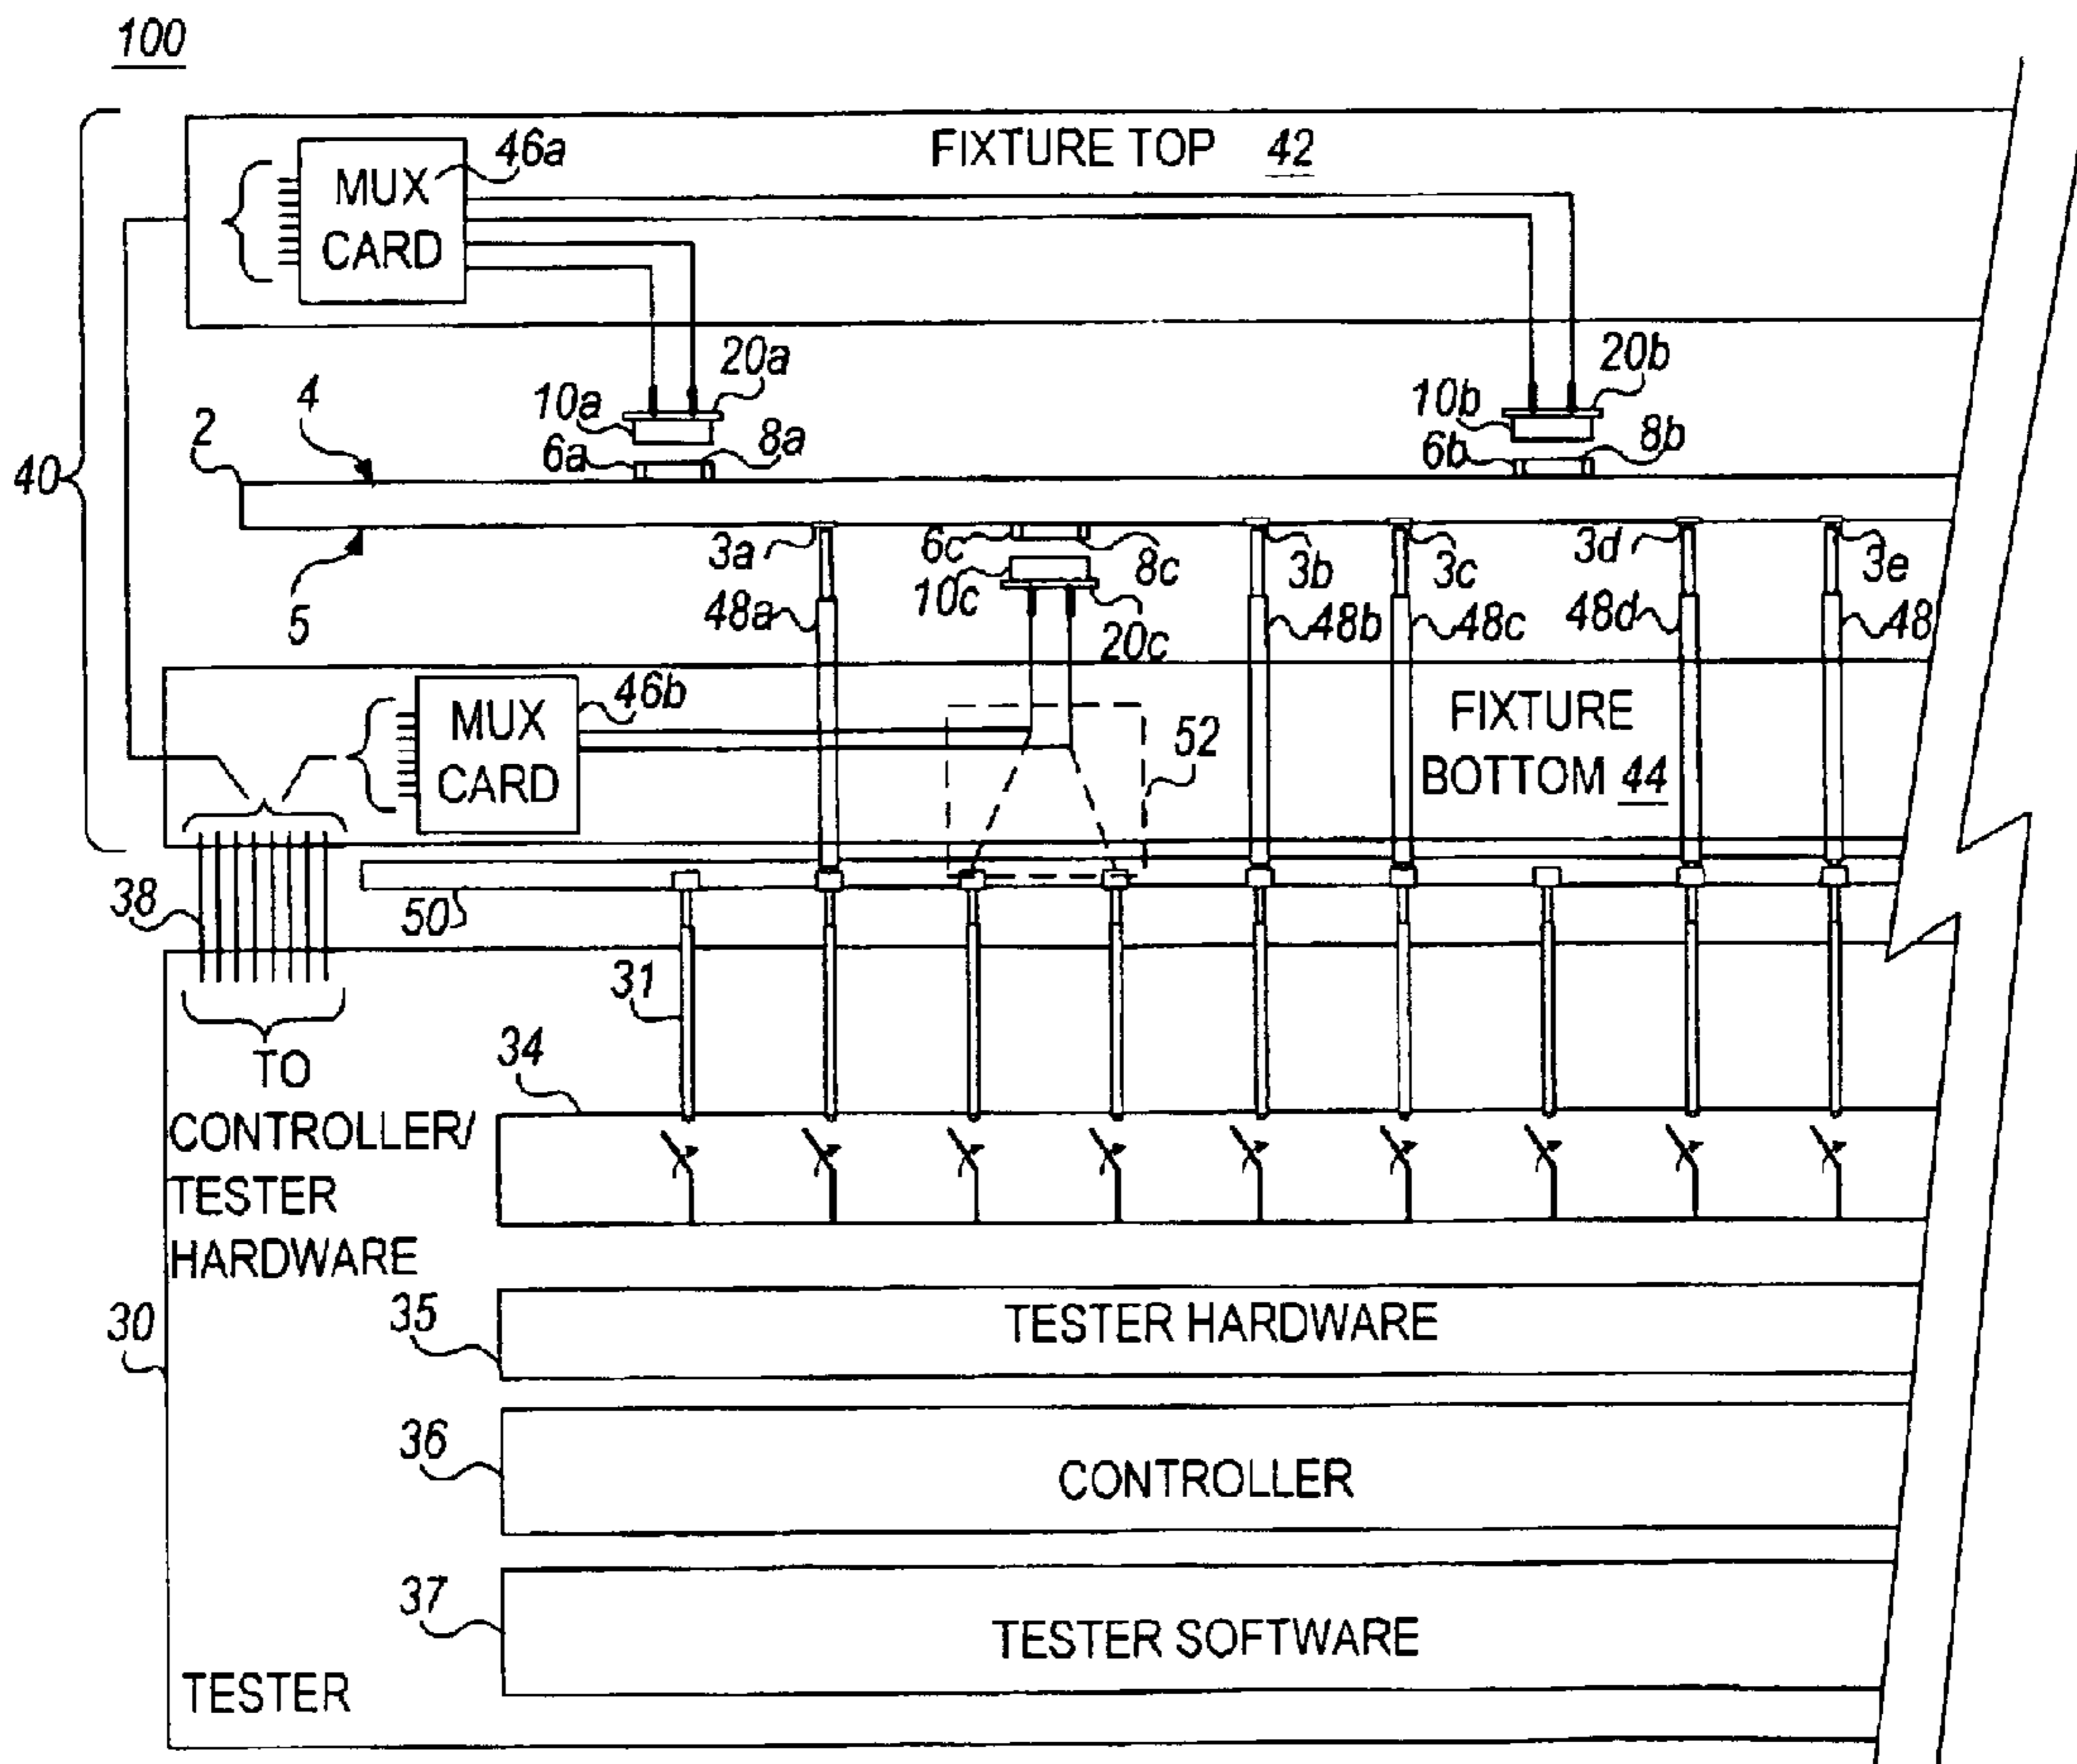 100
46a
FIXTURE TOP 42
MUX
CARD
20a
20b
10a
10b
4
2
6a
8a
6b
8b
40
3a
6c
8c
3b
3c
3d
3e
10c
5
48a
20c
48b
48c
48d
48
46b
MUX
CARD
52
FIXTURE
BOTTOM 44
38
50
31
34
TO
CONTROLLER/
TESTER
HARDWARE
30
35
TESTER HARDWARE
36
CONTROLLER
37
TESTER SOFTWARE
TESTER